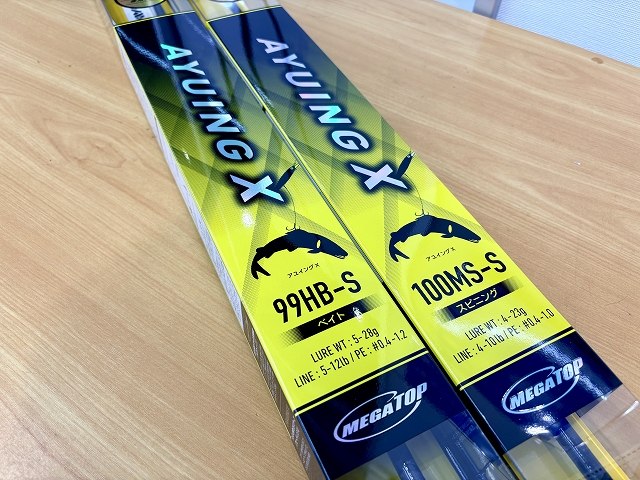 AYUING X
アユイング X
99HB-S
ベイト
LURE WT : 5-28g
LINE : 5-12lb / PE : #0.4-1.2
MEGATOP
AYUING X
アユイング X
100MS-S
スピニング
LURE WT : 4-23g
LINE : 4-10lb / PE : #0.4-1.0
MEGATOP